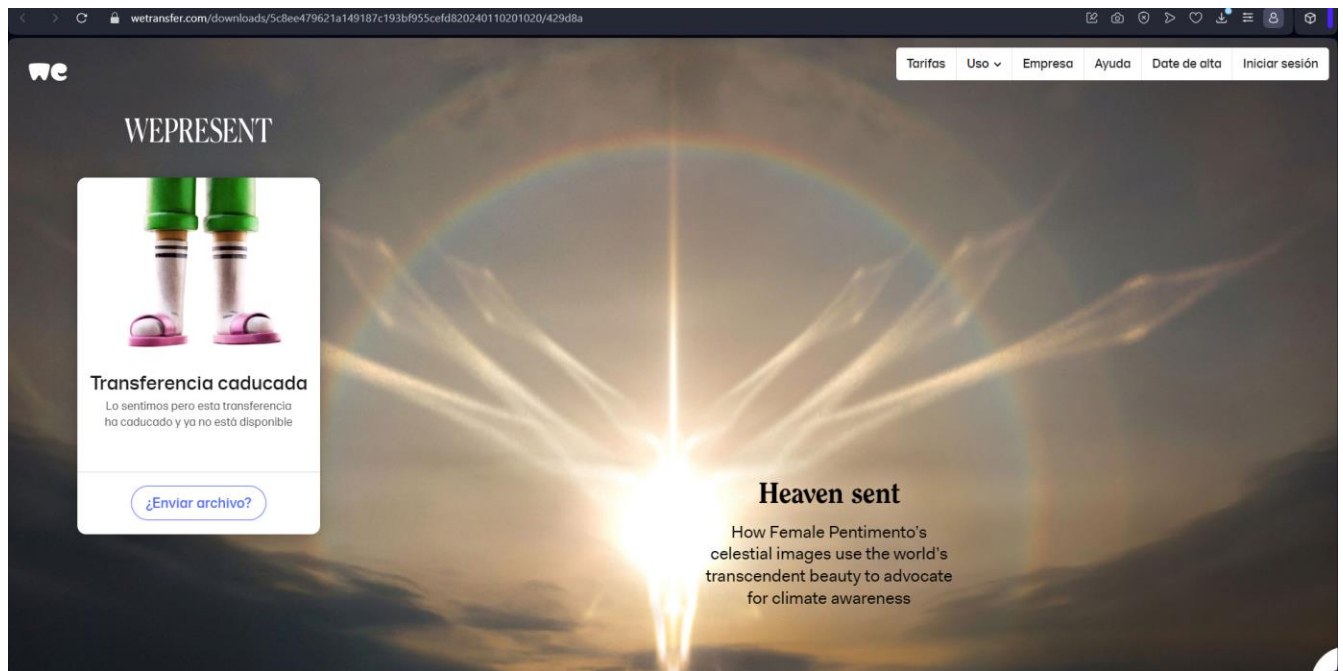 wetransfer.com/downloads/5c8ee479621a149187c193bf955cefd820240110201020/429d8a
we
Tarifas Uso Empresa Ayuda Date de alta Iniciar sesión
WEPRESENT
Transferencia caducada
Lo sentimos pero esta transferencia
ha caducado y ya no está disponible
¿Enviar archivo?
Heaven sent
How Female Pentimento's
celestial images use the world's
transcendent beauty to advocate
for climate awareness